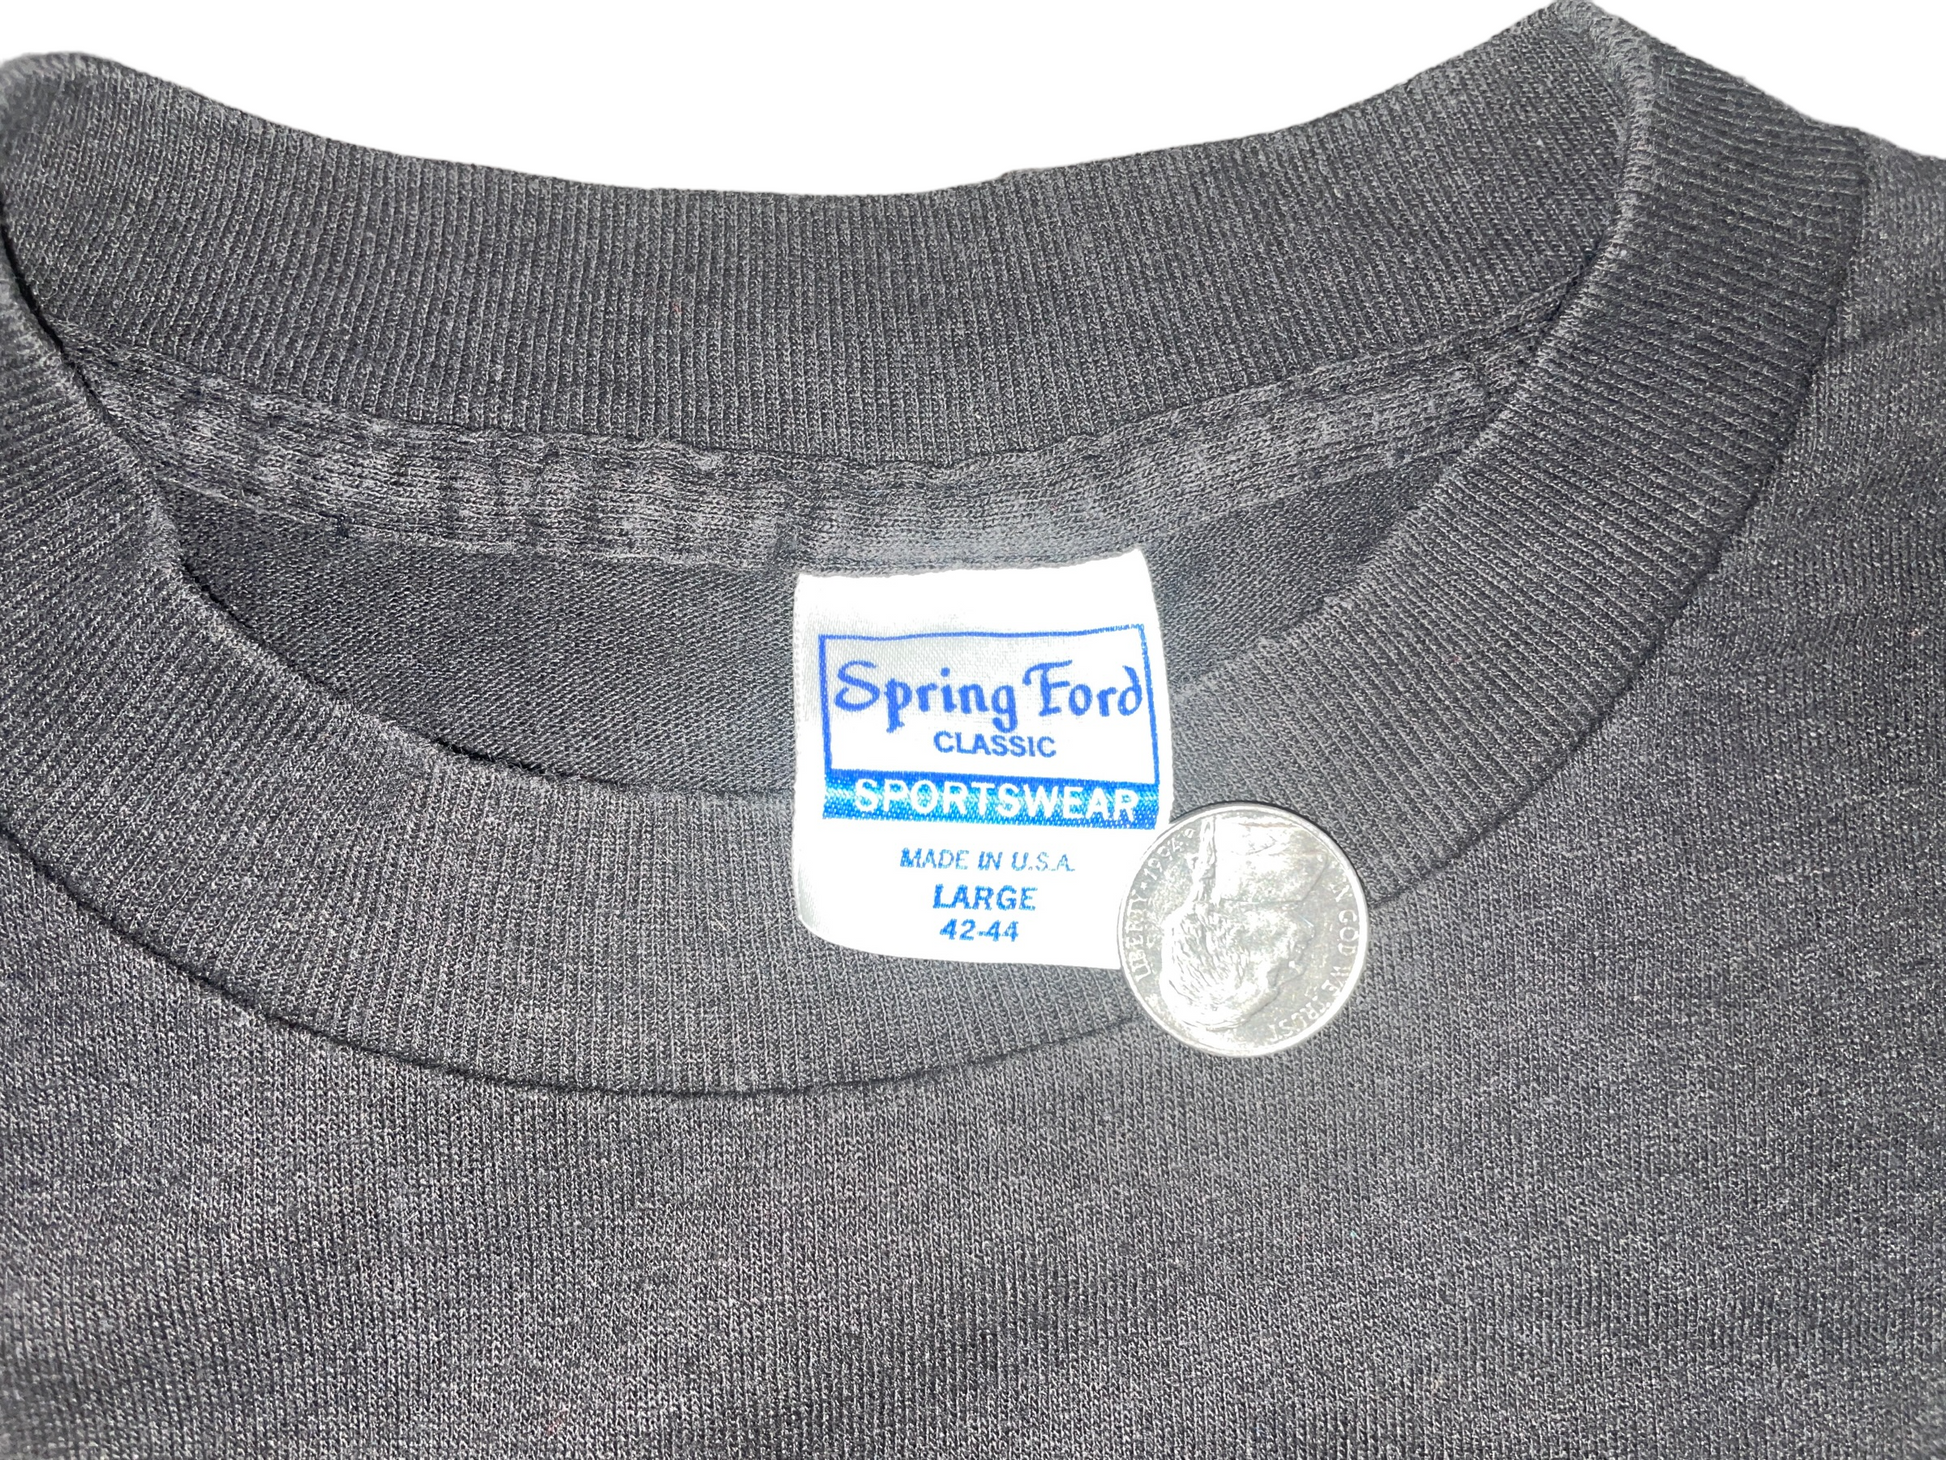 Spring Ford
CLASSIC
SPORTSWEAR
MADE IN U.S.A.
LARGE
42-44
LIBERTY
IN GOD WE TRUST